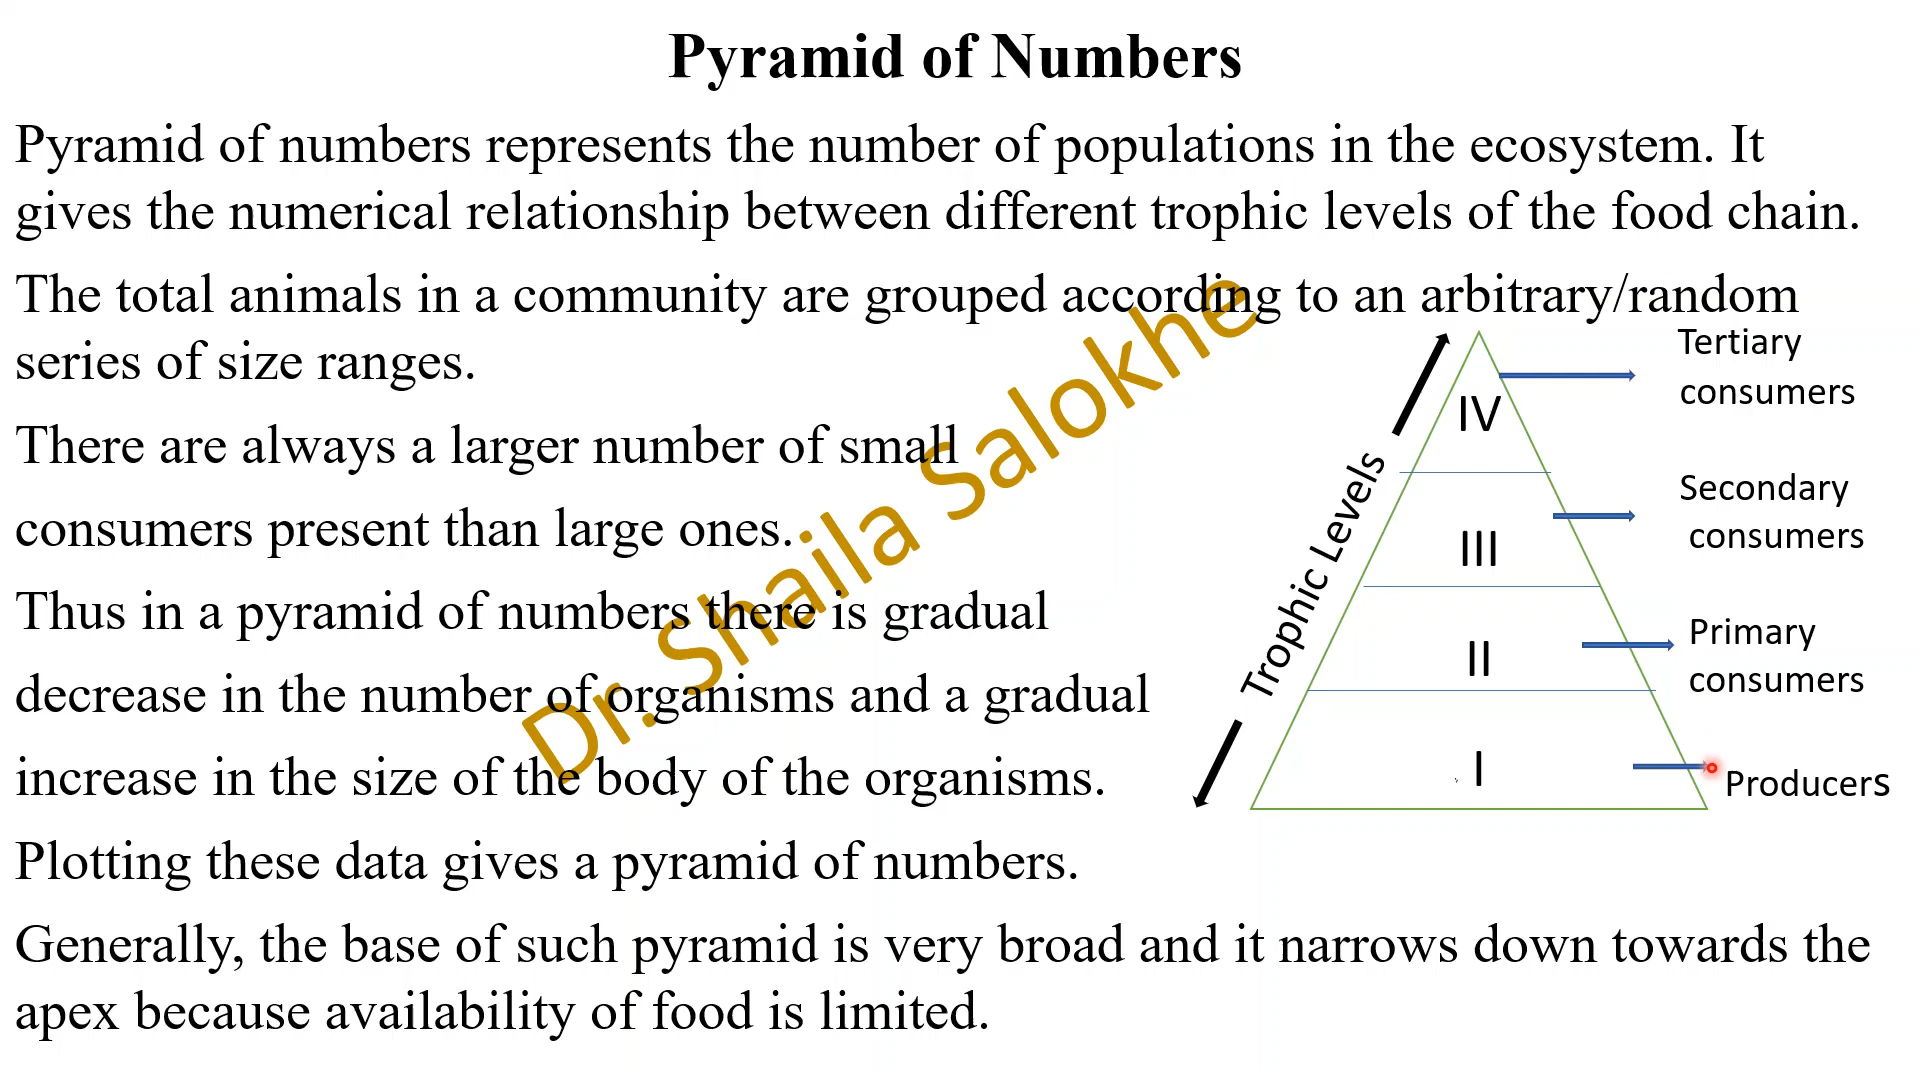 Pyramid of Numbers
Pyramid of numbers represents the number of populations in the ecosystem. It
gives the numerical relationship between different trophic levels of the food chain.
The total animals in a community are grouped according to an arbitrary/random
series of size ranges.
There are always a larger number of small
consumers present than large ones.
Thus in a pyramid of numbers there is gradual
decrease in the number of organisms and a gradual
increase in the size of the body of the organisms.
Plotting these data gives a pyramid of numbers.
Generally, the base of such pyramid is very broad and it narrows down towards the
apex because availability of food is limited.
Dr. Shaila Salokhe
Trophic Levels
IV
Tertiary
consumers
III
Secondary
consumers
II
Primary
consumers
I
Producers